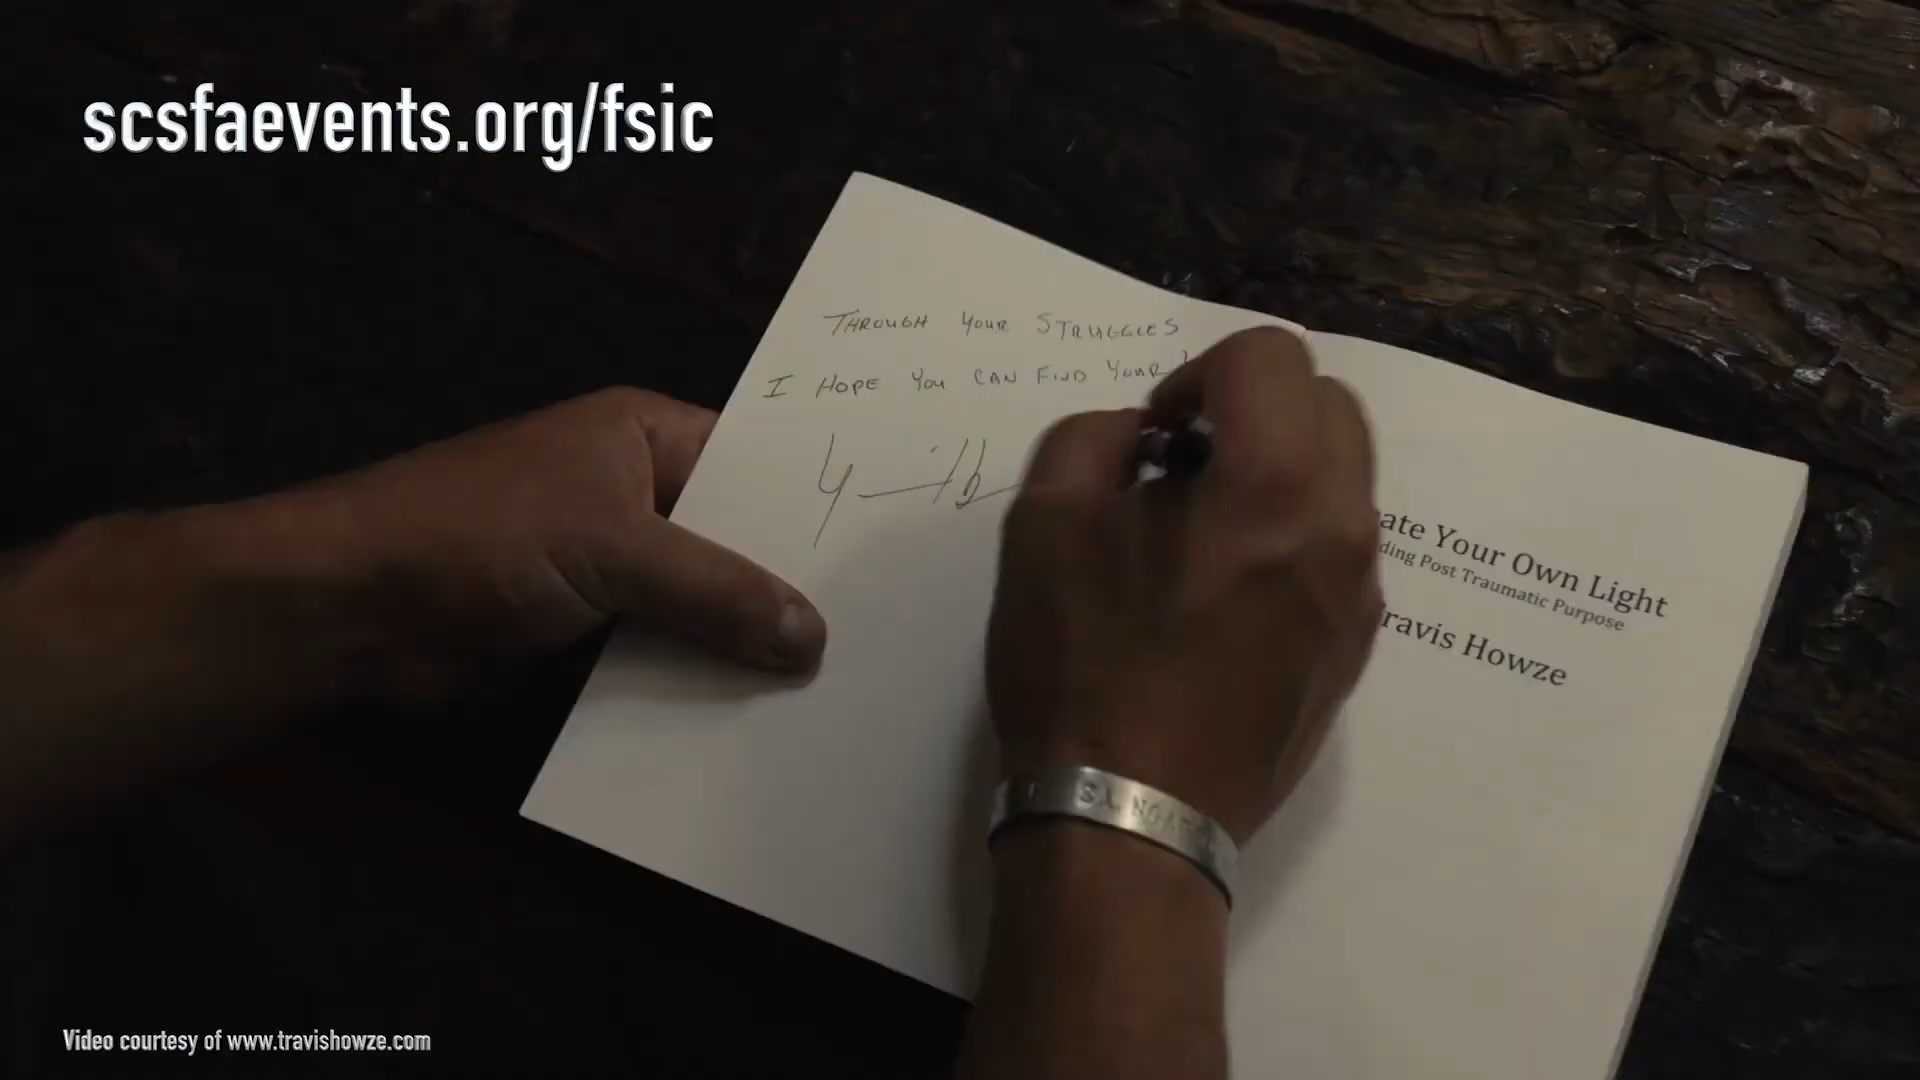 scsfaevents.org/fsic
THROUGH YOUR STRUGGLES
I HOPE YOU CAN FIND YOUR
ate Your Own Light
ding Post Traumatic Purpose
ravis Howze
Video courtesy of www.travishowze.com